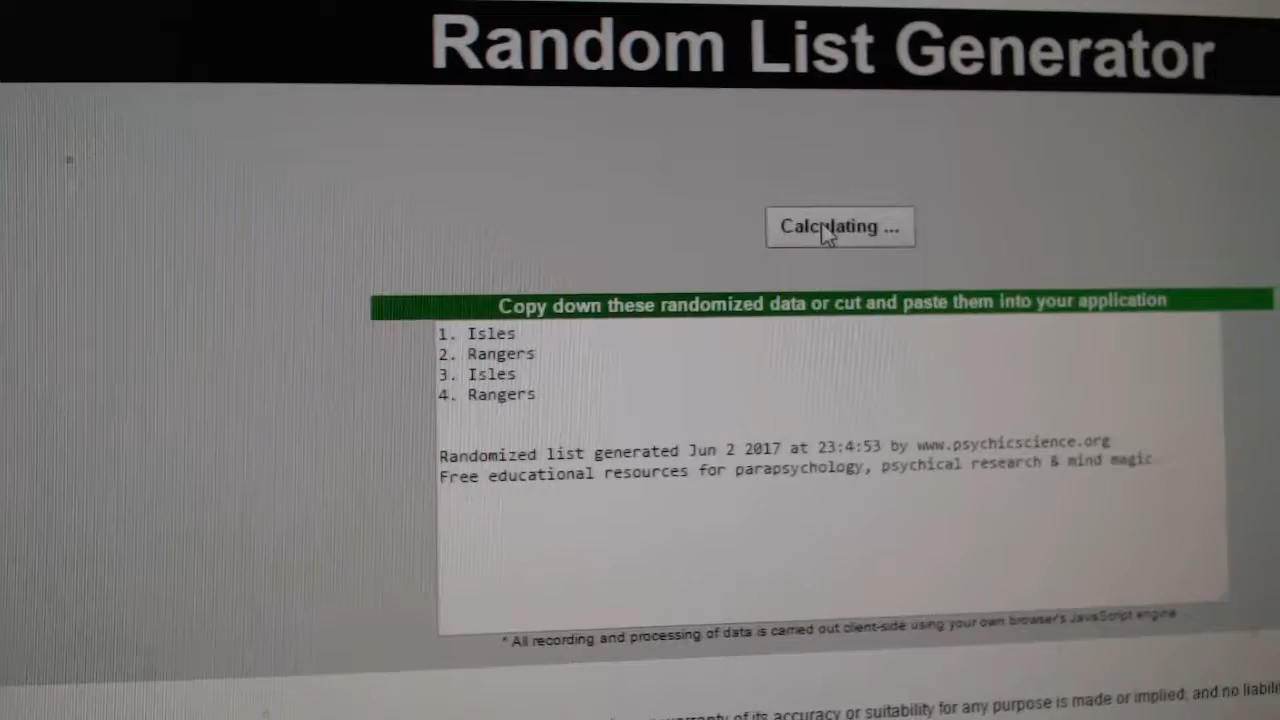 Random List Generator
Calculating ...
Copy down these randomized data or cut and paste them into your application
1. Isles
2. Rangers
3. Isles
4. Rangers
Randomized list generated Jun 2 2017 at 23:4:53 by www.psychicscience.org
Free educational resources for parapsychology, psychical research & mind magic
* All recording and processing of data is carried out client-side using your own browser's JavaScript engine
of its accuracy or suitability for any purpose is made or implied, and no